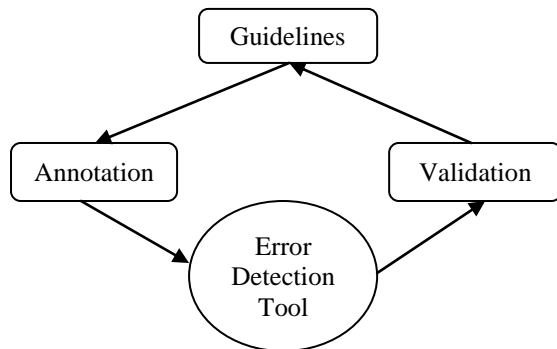 Guidelines
Annotation
Validation
Error
Detection
Tool